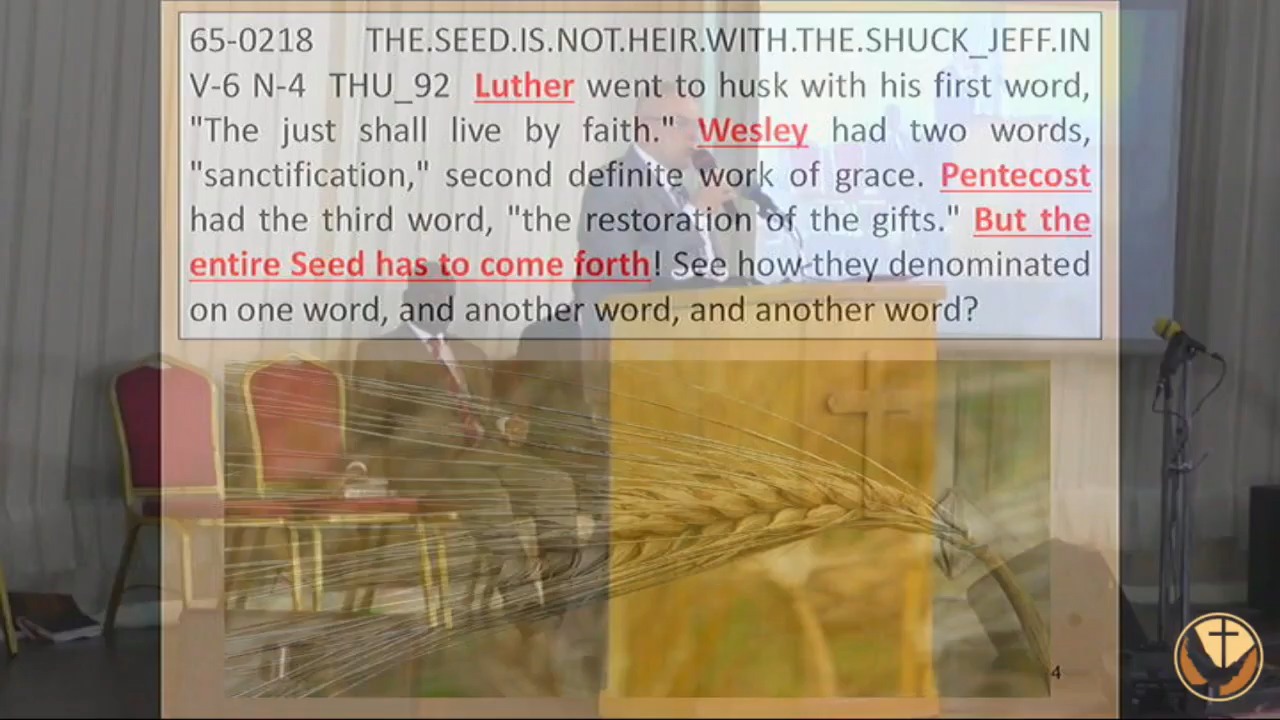 65-0218 THE.SEED.IS.NOT.HEIR.WITH.THE.SHUCK_JEFF.IN
V-6 N-4 THU_92 Luther went to husk with his first word,
"The just shall live by faith." Wesley had two words,
"sanctification," second definite work of grace. Pentecost
had the third word, "the restoration of the gifts." But the
entire Seed has to come forth! See how they denominated
on one word, and another word, and another word?
4